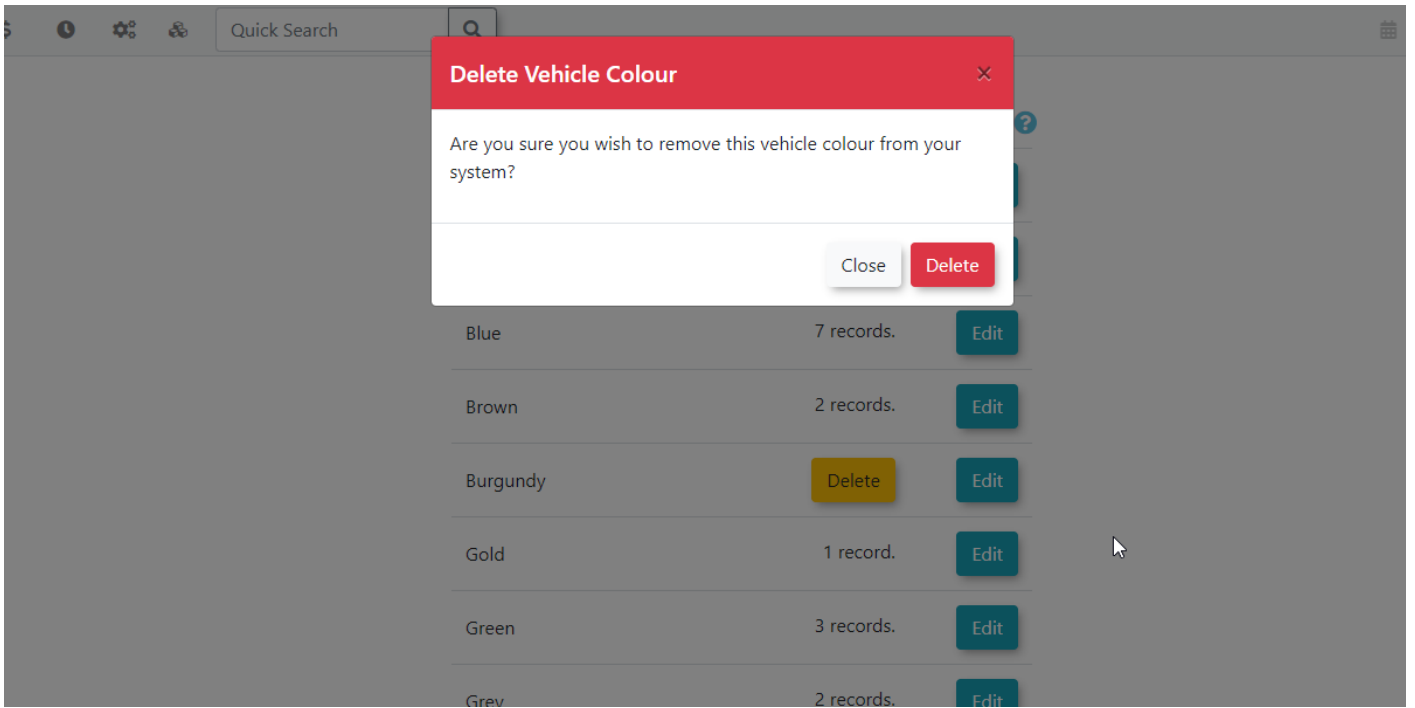 $
Quick Search
Delete Vehicle Colour ×
Are you sure you wish to remove this vehicle colour from your
system?
Close Delete
Blue 7 records. Edit
Brown 2 records. Edit
Burgundy Delete Edit
Gold 1 record. Edit
Green 3 records. Edit
Grey 2 records. Edit